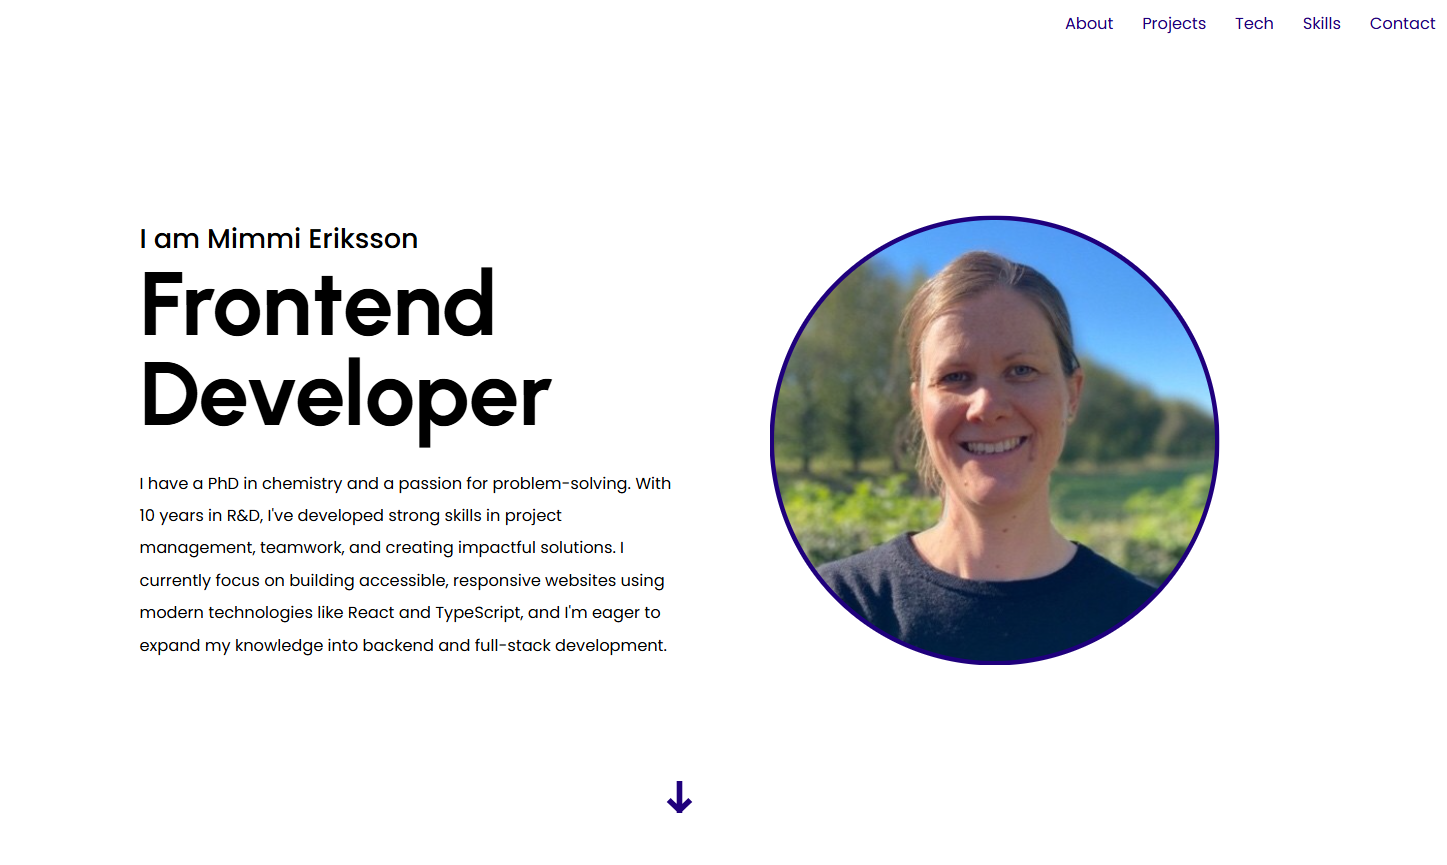 About Projects Tech Skills Contact
I am Mimmi Eriksson
Frontend
Developer
I have a PhD in chemistry and a passion for problem-solving. With
10 years in R&D, I've developed strong skills in project
management, teamwork, and creating impactful solutions. I
currently focus on building accessible, responsive websites using
modern technologies like React and TypeScript, and I'm eager to
expand my knowledge into backend and full-stack development.